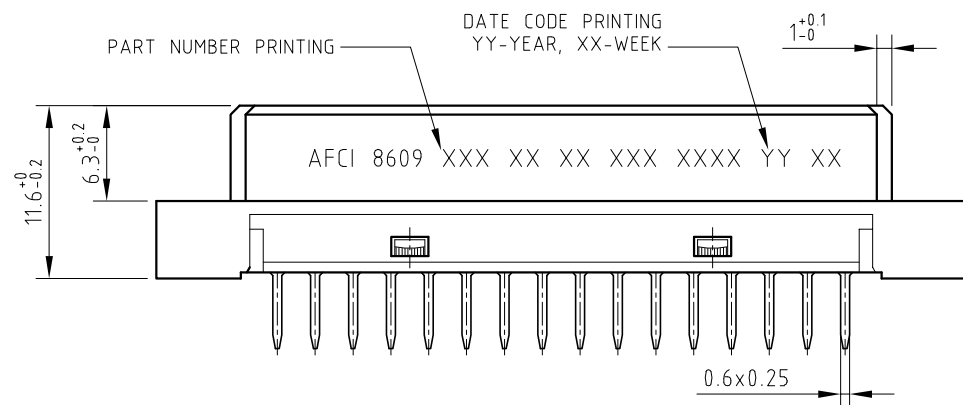 DATE CODE PRINTING
YY-YEAR, XX-WEEK
PART NUMBER PRINTING
1 +0.1 -0
AFCI 8609 XXX XX XX XXX XXXX YY XX
6.3 +0.2 -0
11.6 +0 -0.2
0.6x0.25